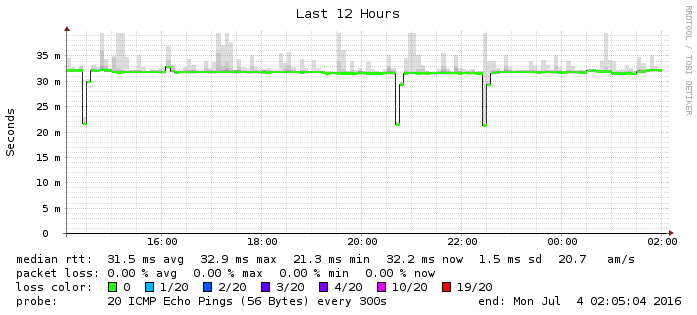 Last 12 Hours
RRDTOOL / TOBI OETIKER
Seconds
35 m
30 m
25 m
20 m
15 m
10 m
5 m
0
16:00 18:00 20:00 22:00 00:00 02:00
median rtt: 31.5 ms avg 32.9 ms max 21.3 ms min 32.2 ms now 1.5 ms sd 20.7 am/s
packet loss: 0.00 % avg 0.00 % max 0.00 % min 0.00 % now
loss color: 0 1/20 2/20 3/20 4/20 10/20 19/20
probe: 20 ICMP Echo Pings (56 Bytes) every 300s end: Mon Jul 4 02:05:04 2016